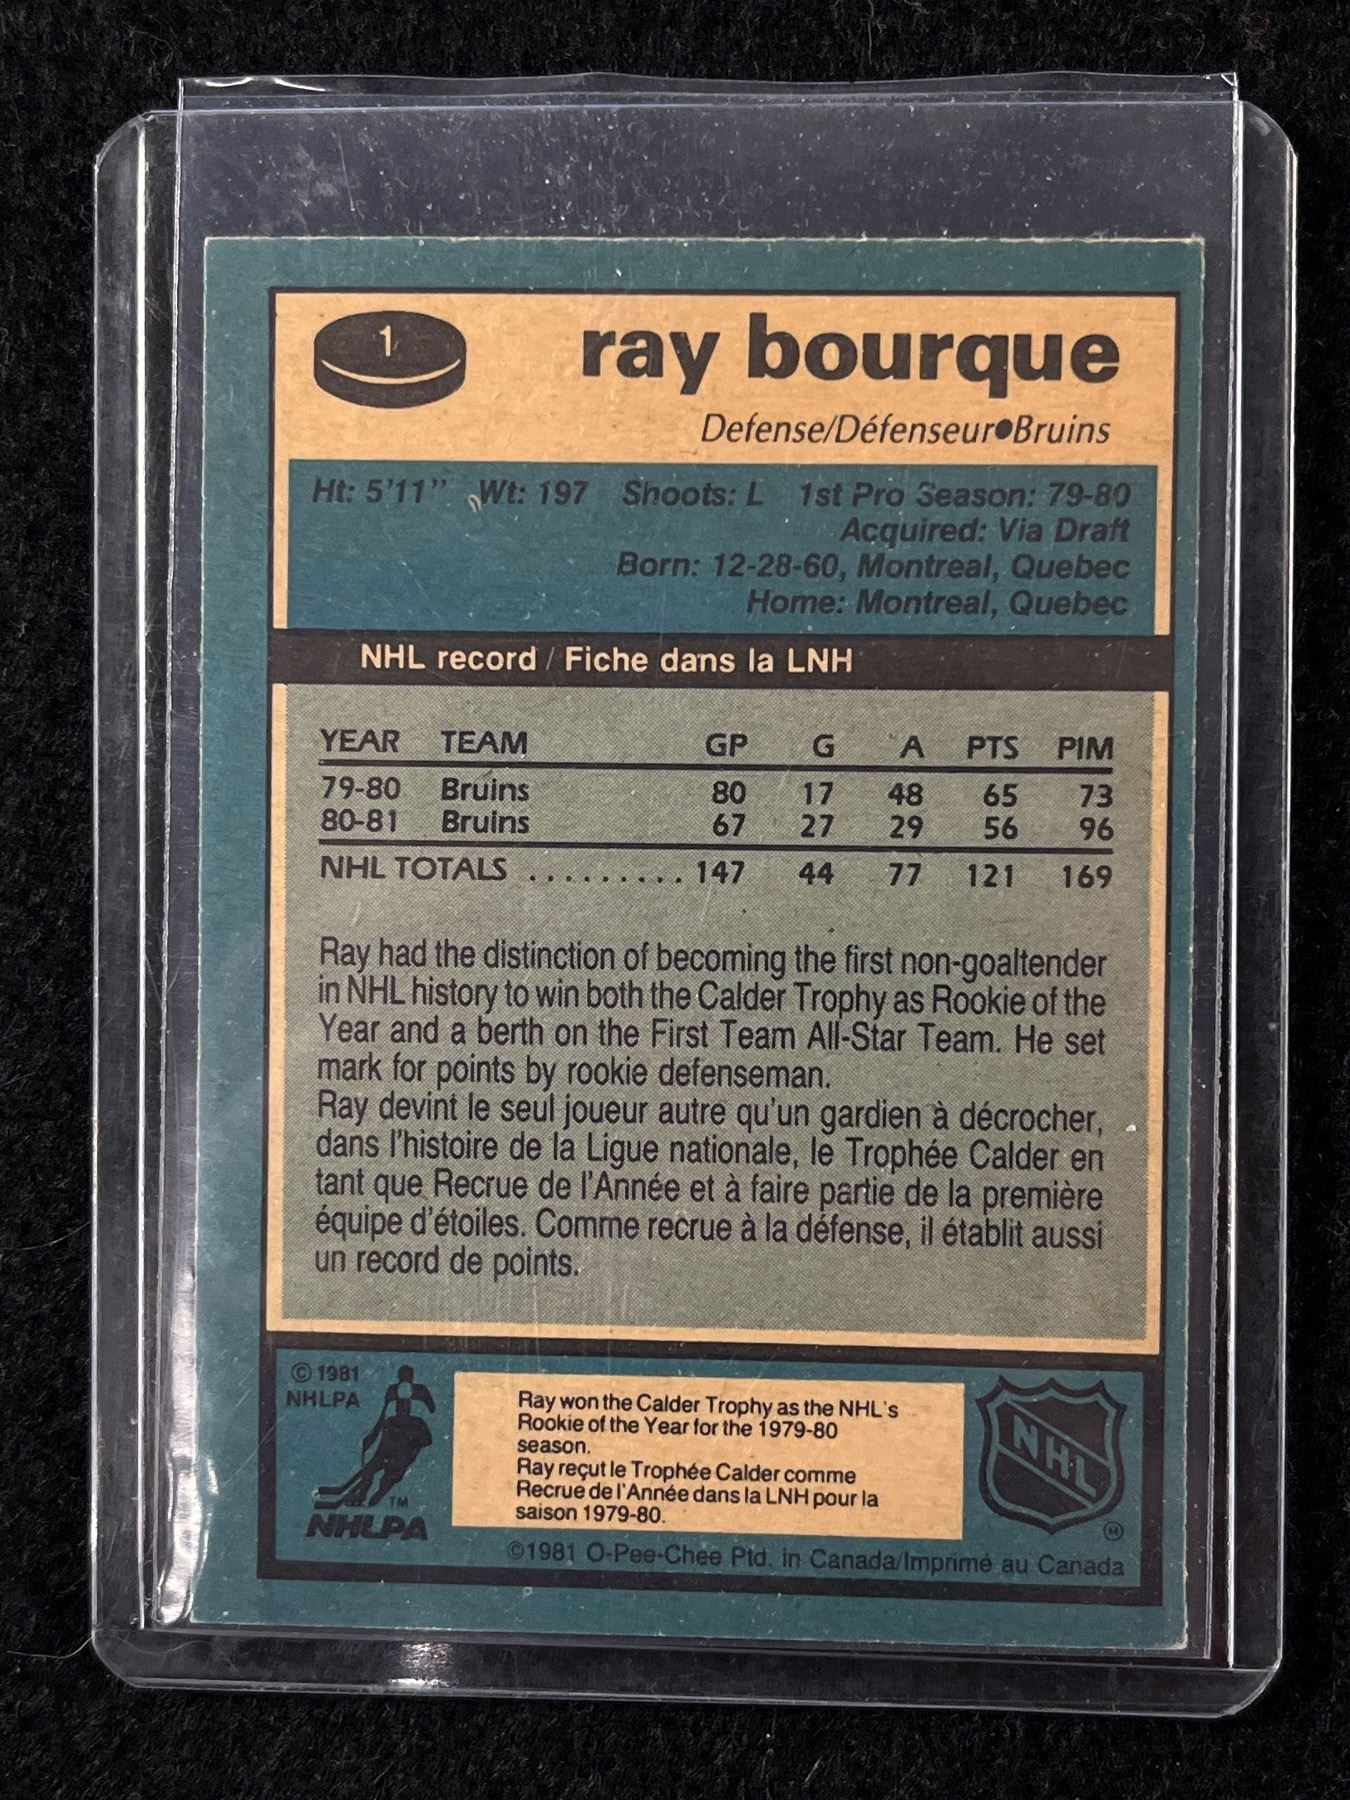 1
ray bourque
Defense/Défenseur●Bruins
Ht: 5'11" Wt: 197 Shoots: L 1st Pro Season: 79-80
Acquired: Via Draft
Born: 12-28-60, Montreal, Quebec
Home: Montreal, Quebec
NHL record / Fiche dans la LNH
YEAR TEAM GP G A PTS PIM
79-80 Bruins 80 17 48 65 73
80-81 Bruins 67 27 29 56 96
NHL TOTALS .......... 147 44 77 121 169
Ray had the distinction of becoming the first non-goaltender
in NHL history to win both the Calder Trophy as Rookie of the
Year and a berth on the First Team All-Star Team. He set
mark for points by rookie defenseman.
Ray devint le seul joueur autre qu'un gardien à décrocher,
dans l'histoire de la Ligue nationale, le Trophée Calder en
tant que Recrue de l'Année et à faire partie de la première
équipe d'étoiles. Comme recrue à la défense, il établit aussi
un record de points.
© 1981
NHLPA
TM
NHLPA
Ray won the Calder Trophy as the NHL's
Rookie of the Year for the 1979-80
season.
Ray reçut le Trophée Calder comme
Recrue de l'Année dans la LNH pour la
saison 1979-80.
NHL
©1981 O-Pee-Chee Ptd. in Canada/Imprimé au Canada